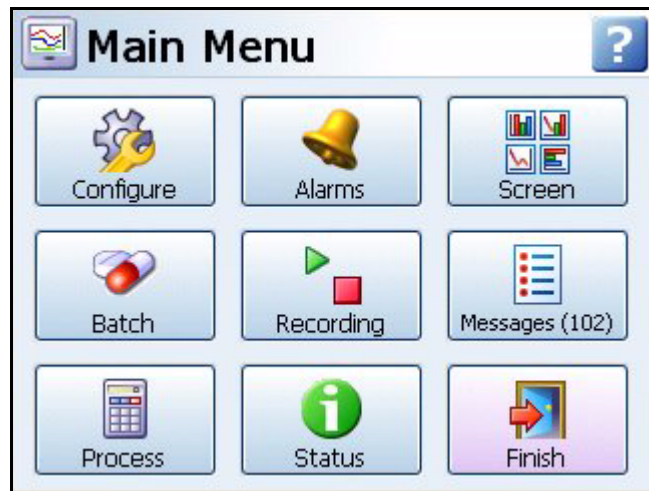 Main Menu ?
Configure Alarms Screen
Batch Recording Messages (102)
Process Status Finish